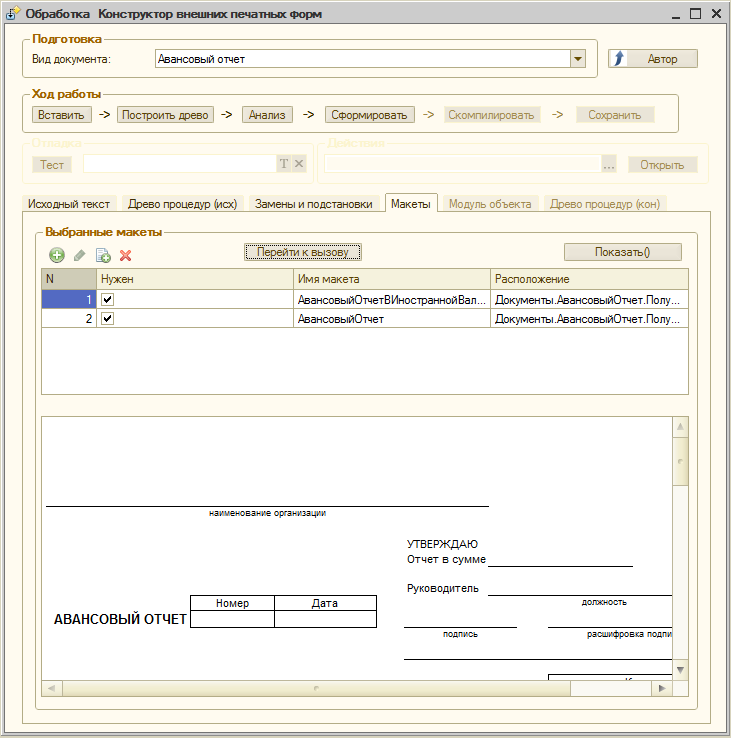 Обработка Конструктор внешних печатных форм
Подготовка
Вид документа: Авансовый отчет Автор
Ход работы
Вставить -> Построить древо -> Анализ -> Сформировать -> Скомпилировать -> Сохранить
Отладка Действия
Тест T ... Открыть
Исходный текст Древо процедур (исх) Замены и подстановки Макеты Модуль объекта Древо процедур (кон)
Выбранные макеты
Перейти к вызову Показать()
N Нужен Имя макета Расположение
1 АвансовыйОтчетВИностраннойВал... Документы.АвансовыйОтчет.Полу...
2 АвансовыйОтчет Документы.АвансовыйОтчет.Полу...
наименование организации
УТВЕРЖДАЮ
Отчет в сумме
Руководитель
должность
Номер Дата
АВАНСОВЫЙ ОТЧЕТ
подпись расшифровка подпи